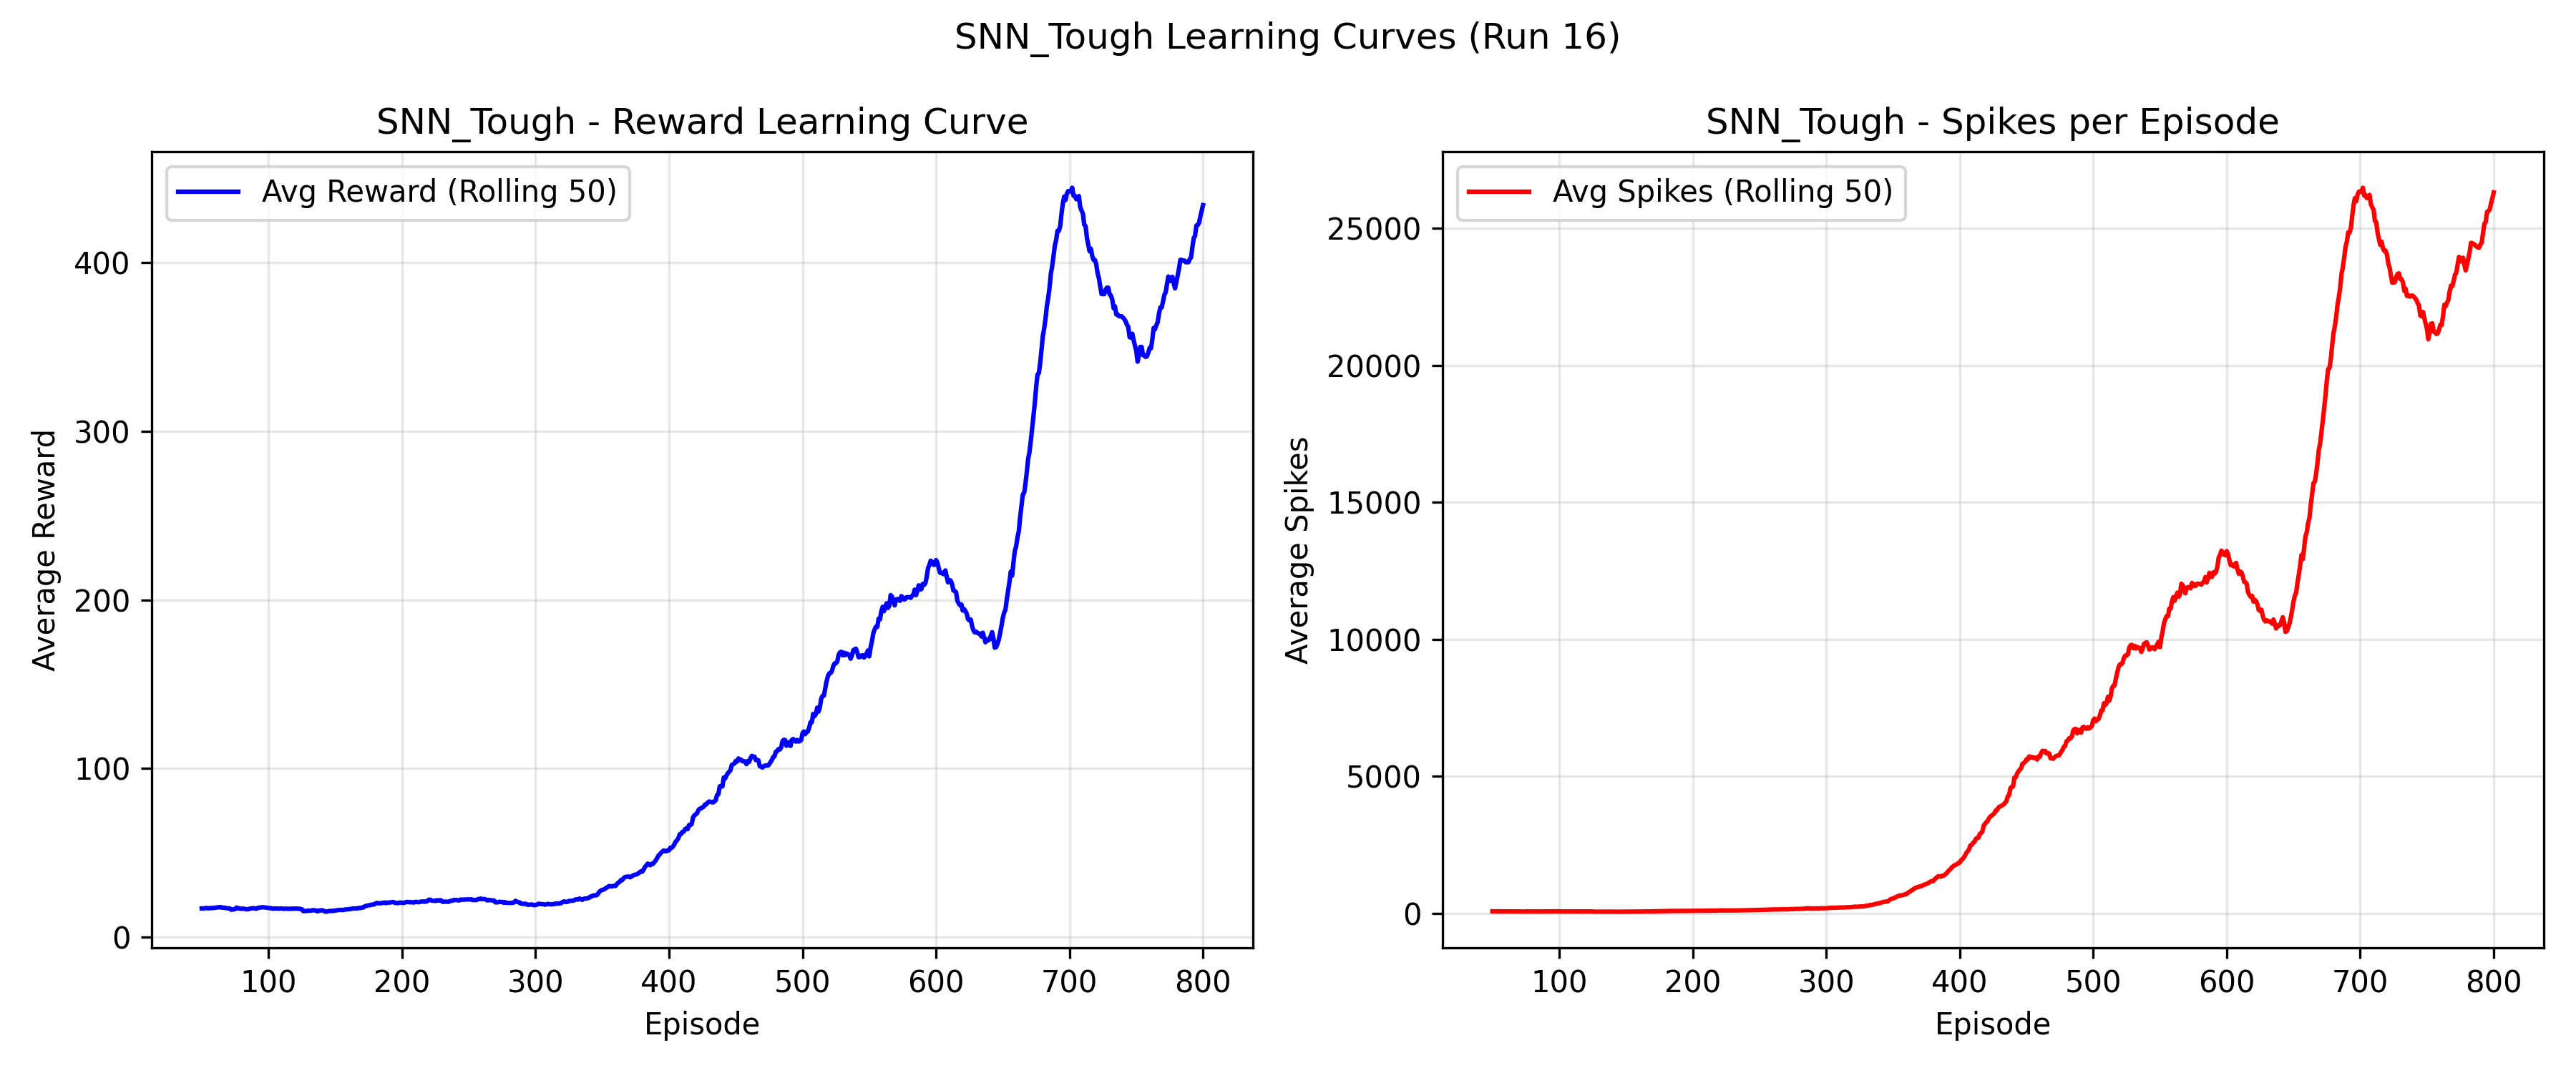 SNN_Tough Learning Curves (Run 16)
SNN_Tough - Reward Learning Curve
Avg Reward (Rolling 50)
Average Reward
400
300
200
100
0
100 200 300 400 500 600 700 800
Episode
SNN_Tough - Spikes per Episode
Avg Spikes (Rolling 50)
Average Spikes
25000
20000
15000
10000
5000
0
100 200 300 400 500 600 700 800
Episode